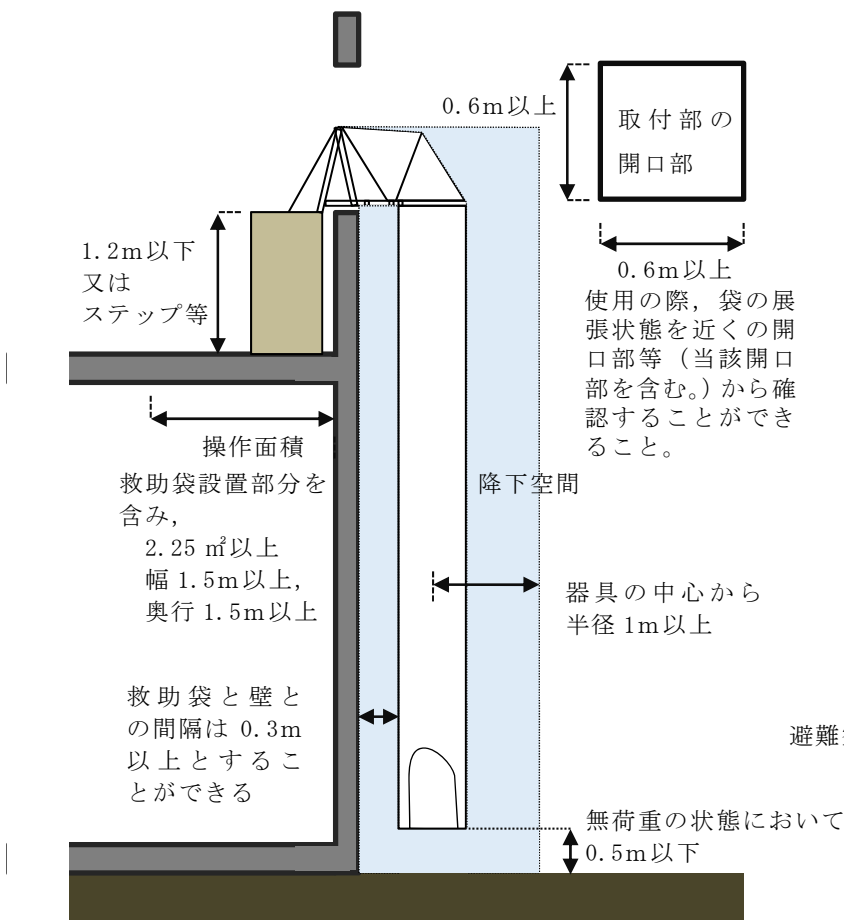 0.6m以上
取付部の
開口部
0.6m以上
使用の際，袋の展
張状態を近くの開
口部等（当該開口
部を含む。）から確
認することができ
ること。
1.2m以下
又は
ステップ等
操作面積
救助袋設置部分を
含み，
2.25 ㎡以上
幅 1.5m以上，
奥行 1.5m以上
降下空間
器具の中心から
半径 1m以上
救助袋と壁と
の間隔は 0.3m
以上とするこ
とができる
避難
無荷重の状態において
0.5m以下